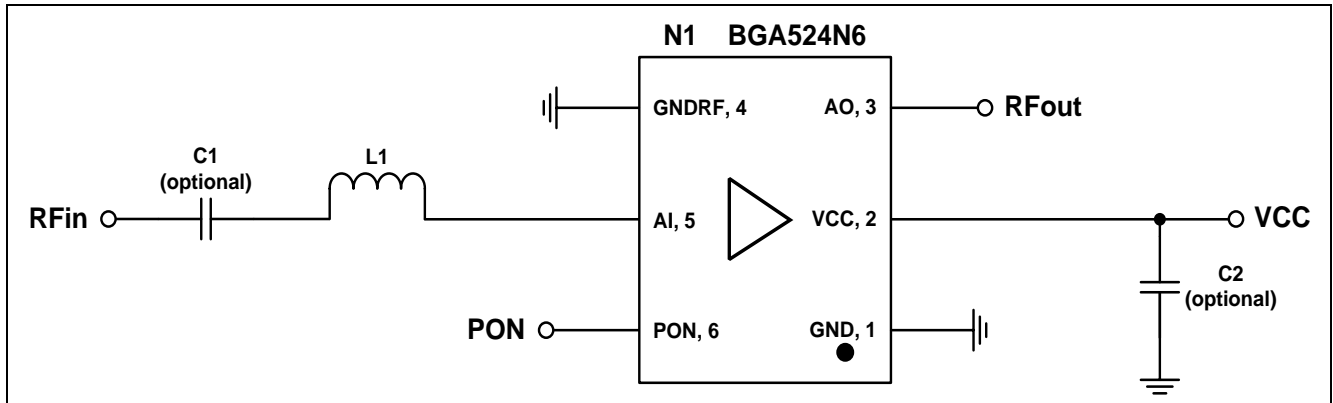 N1 BGA524N6
GNDRF, 4
AO, 3
RFout
C1
(optional)
L1
RFin
AI, 5
VCC, 2
VCC
C2
(optional)
PON
PON, 6
GND, 1